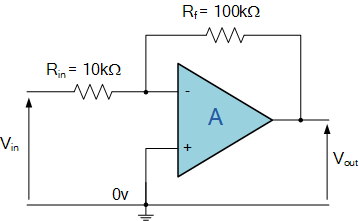 Rf = 100kΩ
Rin = 10kΩ
-
A
Vin
+
Vout
0v